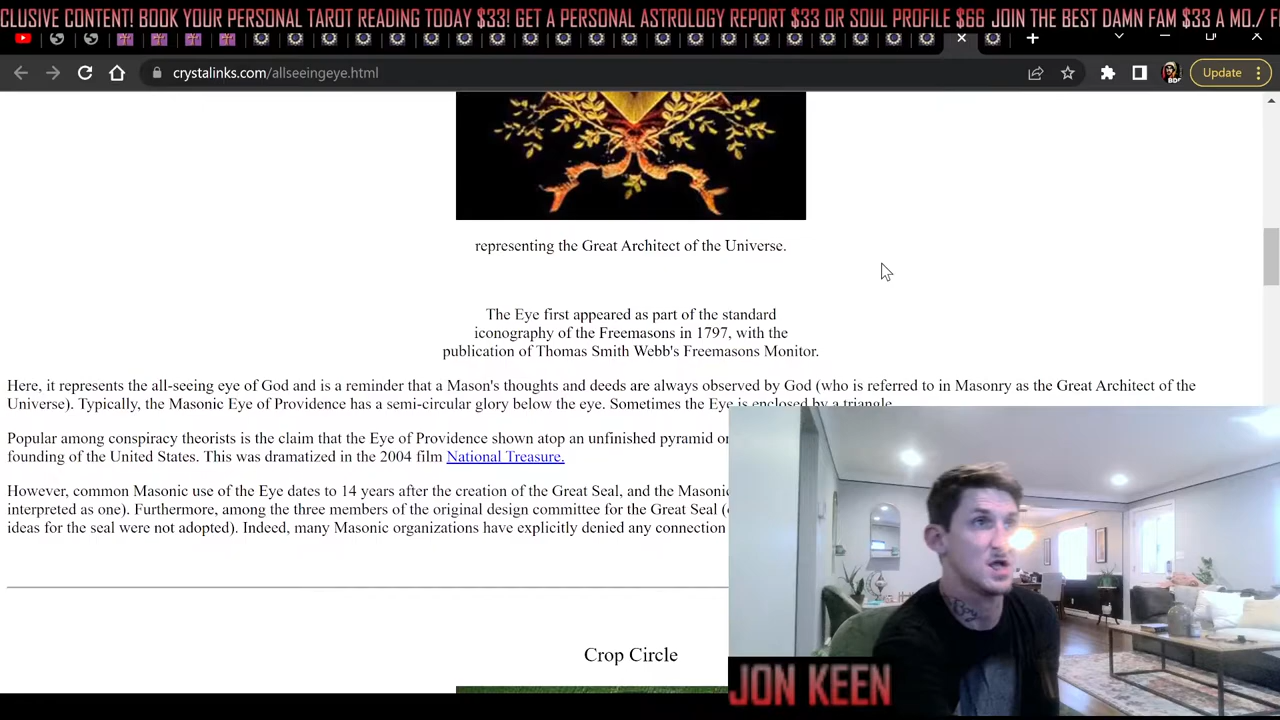 CLUSIVE CONTENT! BOOK YOUR PERSONAL TAROT READING TODAY $33! GET A PERSONAL ASTROLOGY REPORT $33 OR SOUL PROFILE $66 JOIN THE BEST DAMN FAM $33 A MO./ F
crystalinks.com/allseeingeye.html
Update
representing the Great Architect of the Universe.
The Eye first appeared as part of the standard
iconography of the Freemasons in 1797, with the
publication of Thomas Smith Webb's Freemasons Monitor.
Here, it represents the all-seeing eye of God and is a reminder that a Mason's thoughts and deeds are always observed by God (who is referred to in Masonry as the Great Architect of the
Universe). Typically, the Masonic Eye of Providence has a semi-circular glory below the eye. Sometimes the Eye is enclosed by a triangle.
Popular among conspiracy theorists is the claim that the Eye of Providence shown atop an unfinished pyramid
founding of the United States. This was dramatized in the 2004 film National Treasure.
However, common Masonic use of the Eye dates to 14 years after the creation of the Great Seal, and the
interpreted as one). Furthermore, among the three members of the original design committee for the Great Seal
ideas for the seal were not adopted). Indeed, many Masonic organizations have explicitly denied any connection
Crop Circle
JON KEEN